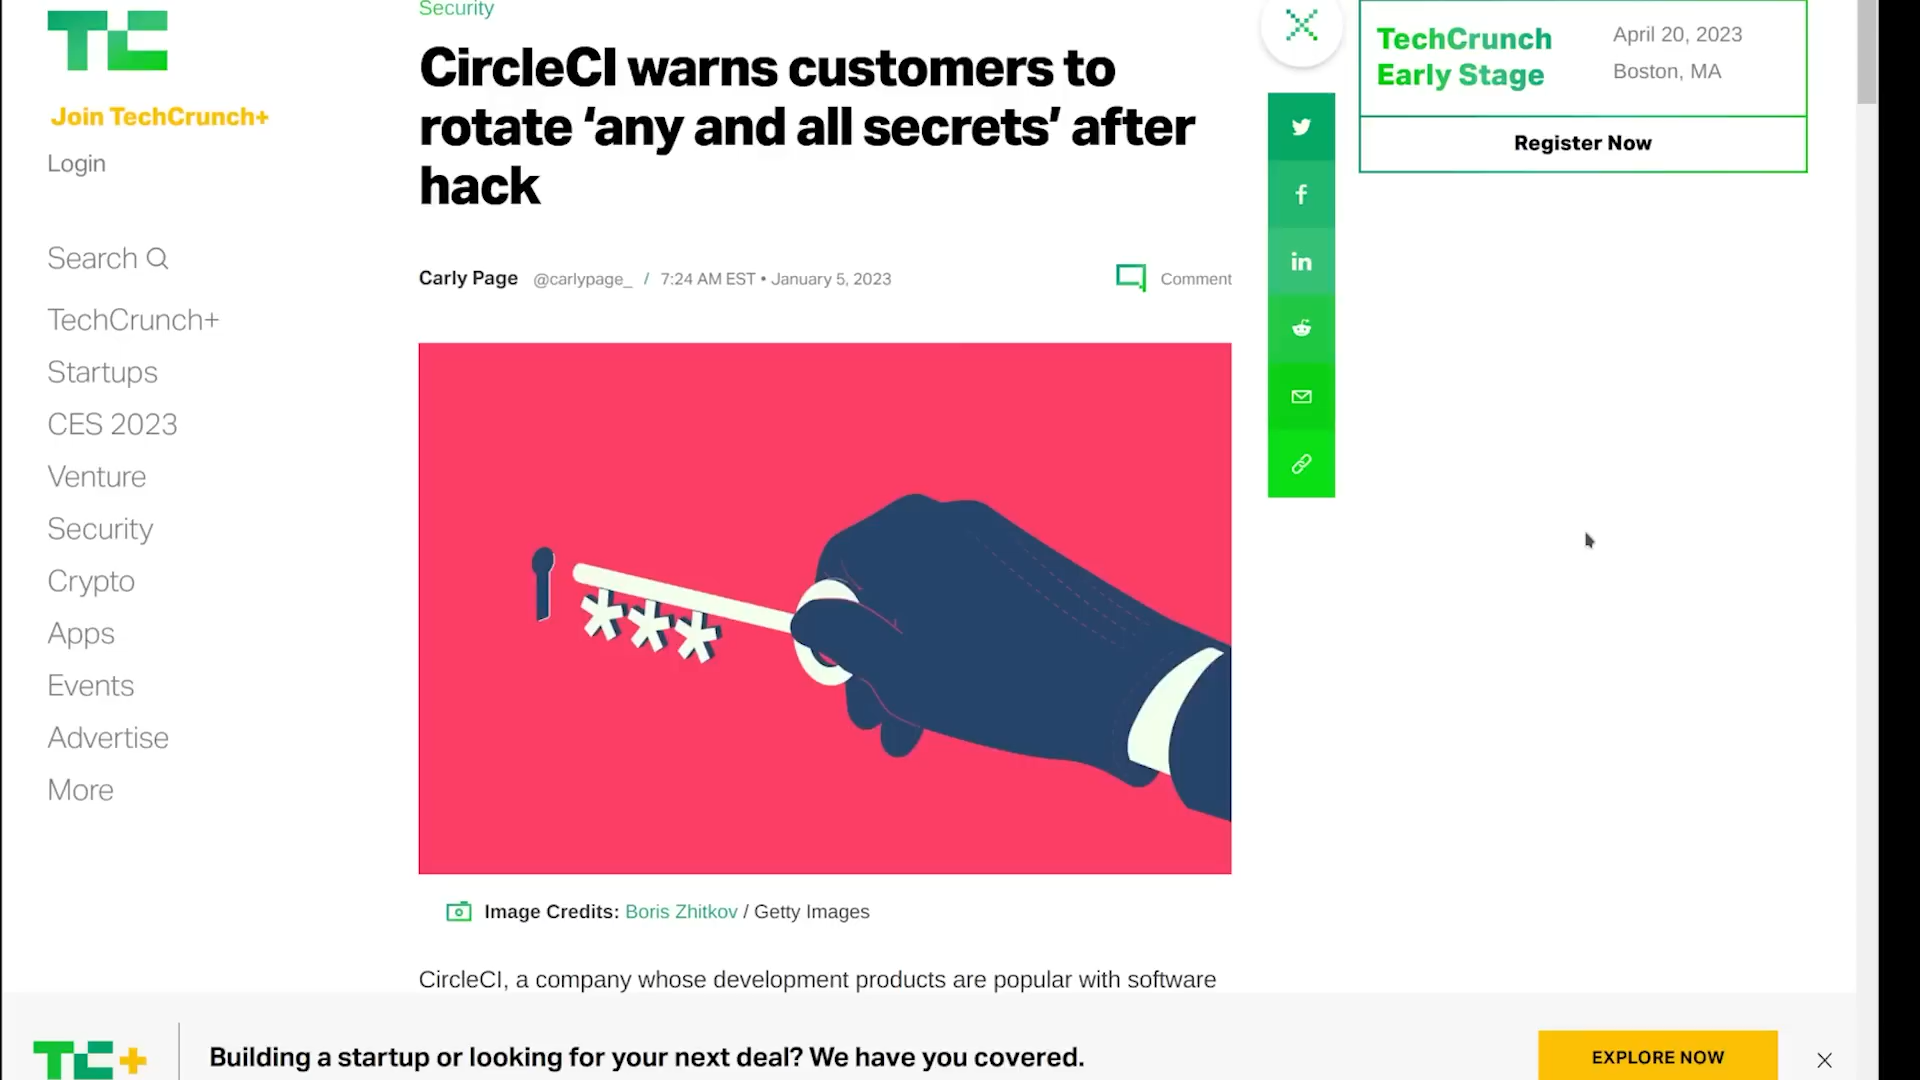 TC
Join TechCrunch+
Login
Search
TechCrunch+
Startups
CES 2023
Venture
Security
Crypto
Apps
Events
Advertise
More
Security
CircleCI warns customers to
rotate ‘any and all secrets’ after
hack
Carly Page @carlypage_ / 7:24 AM EST • January 5, 2023
Comment
***
Image Credits: Boris Zhitkov / Getty Images
CircleCI, a company whose development products are popular with software
f
in
TechCrunch
Early Stage
April 20, 2023
Boston, MA
Register Now
TC+
Building a startup or looking for your next deal? We have you covered.
EXPLORE NOW